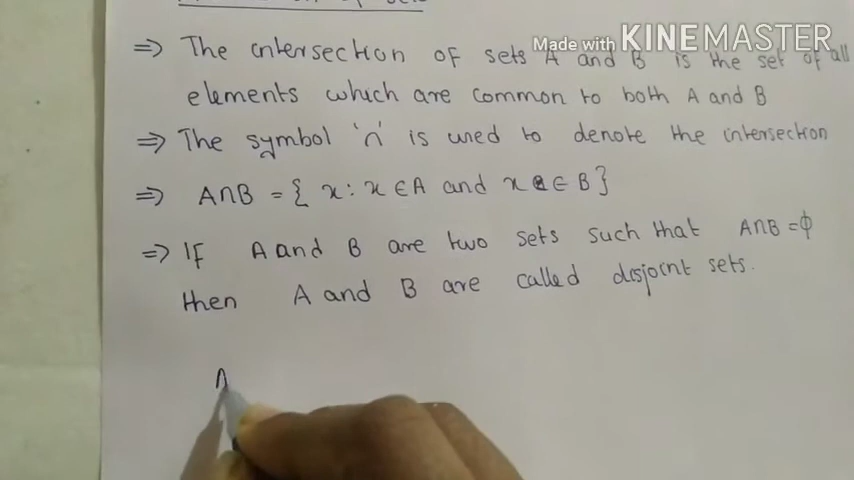 ⇒ The intersection of sets A and B is the set of all
elements which are common to both A and B
⇒ The symbol '∩' is used to denote the intersection
⇒ A∩B = { x : x ∈ A and x ∈ B }
⇒ If A and B are two sets such that A∩B = ϕ
then A and B are called disjoint sets.
Made with KINEMASTER